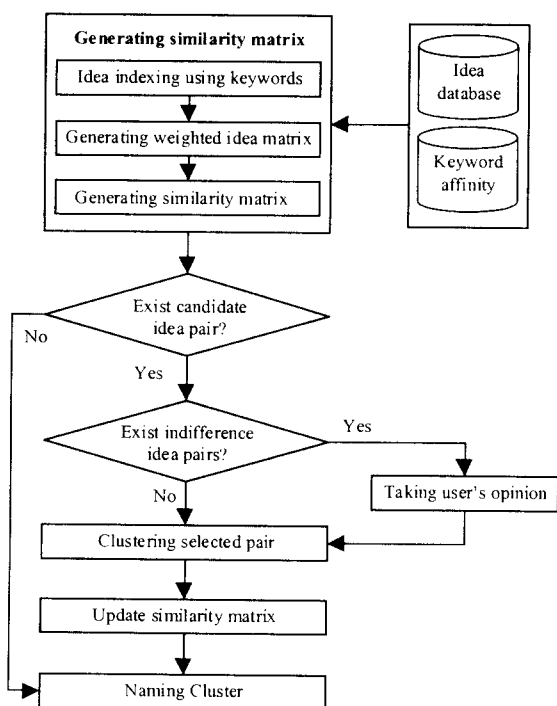 Generating similarity matrix
Idea indexing using keywords
Generating weighted idea matrix
Generating similarity matrix
Idea
database
Keyword
affinity
Exist candidate
idea pair?
No
Yes
Exist indifference
idea pairs?
Yes
No
Taking user's opinion
Clustering selected pair
Update similarity matrix
Naming Cluster